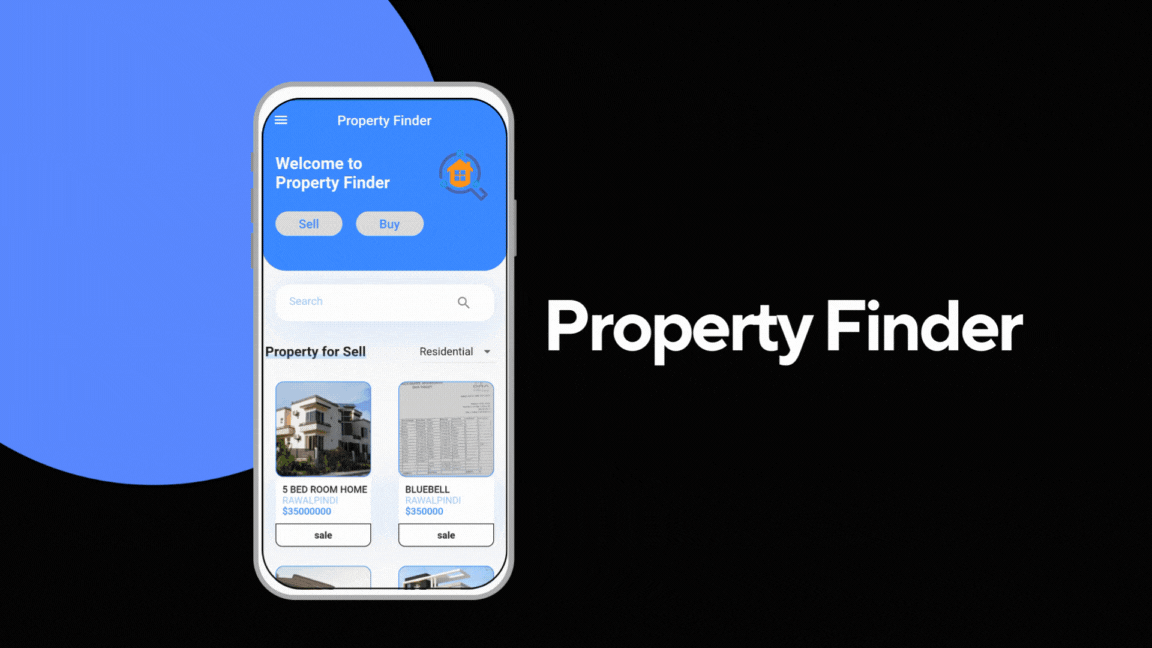 Property Finder
Welcome to
Property Finder
Sell
Buy
Search
Property for Sell
Residential
5 BED ROOM HOME
RAWALPINDI
$35000000
sale
BLUEBELL
RAWALPINDI
$350000
sale
Property Finder